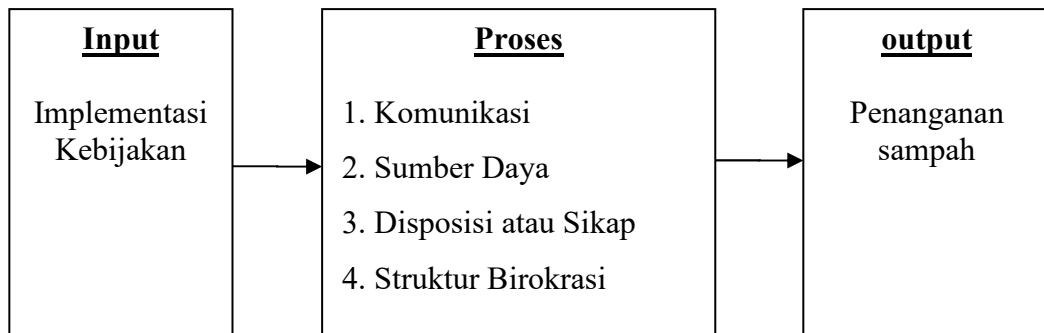 Input
Implementasi
Kebijakan
Proses
1. Komunikasi
2. Sumber Daya
3. Disposisi atau Sikap
4. Struktur Birokrasi
output
Penanganan
sampah